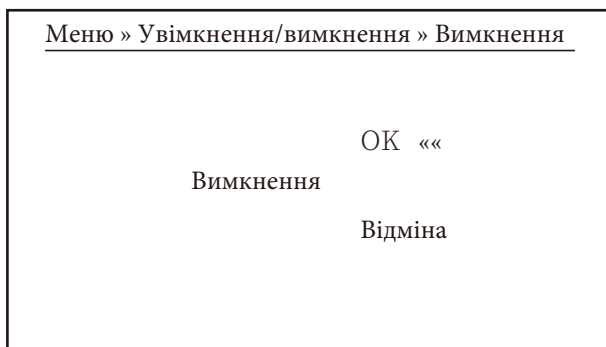 Меню » Увімкнення/вимкнення » Вимкнення
OK ««
Вимкнення
Відміна